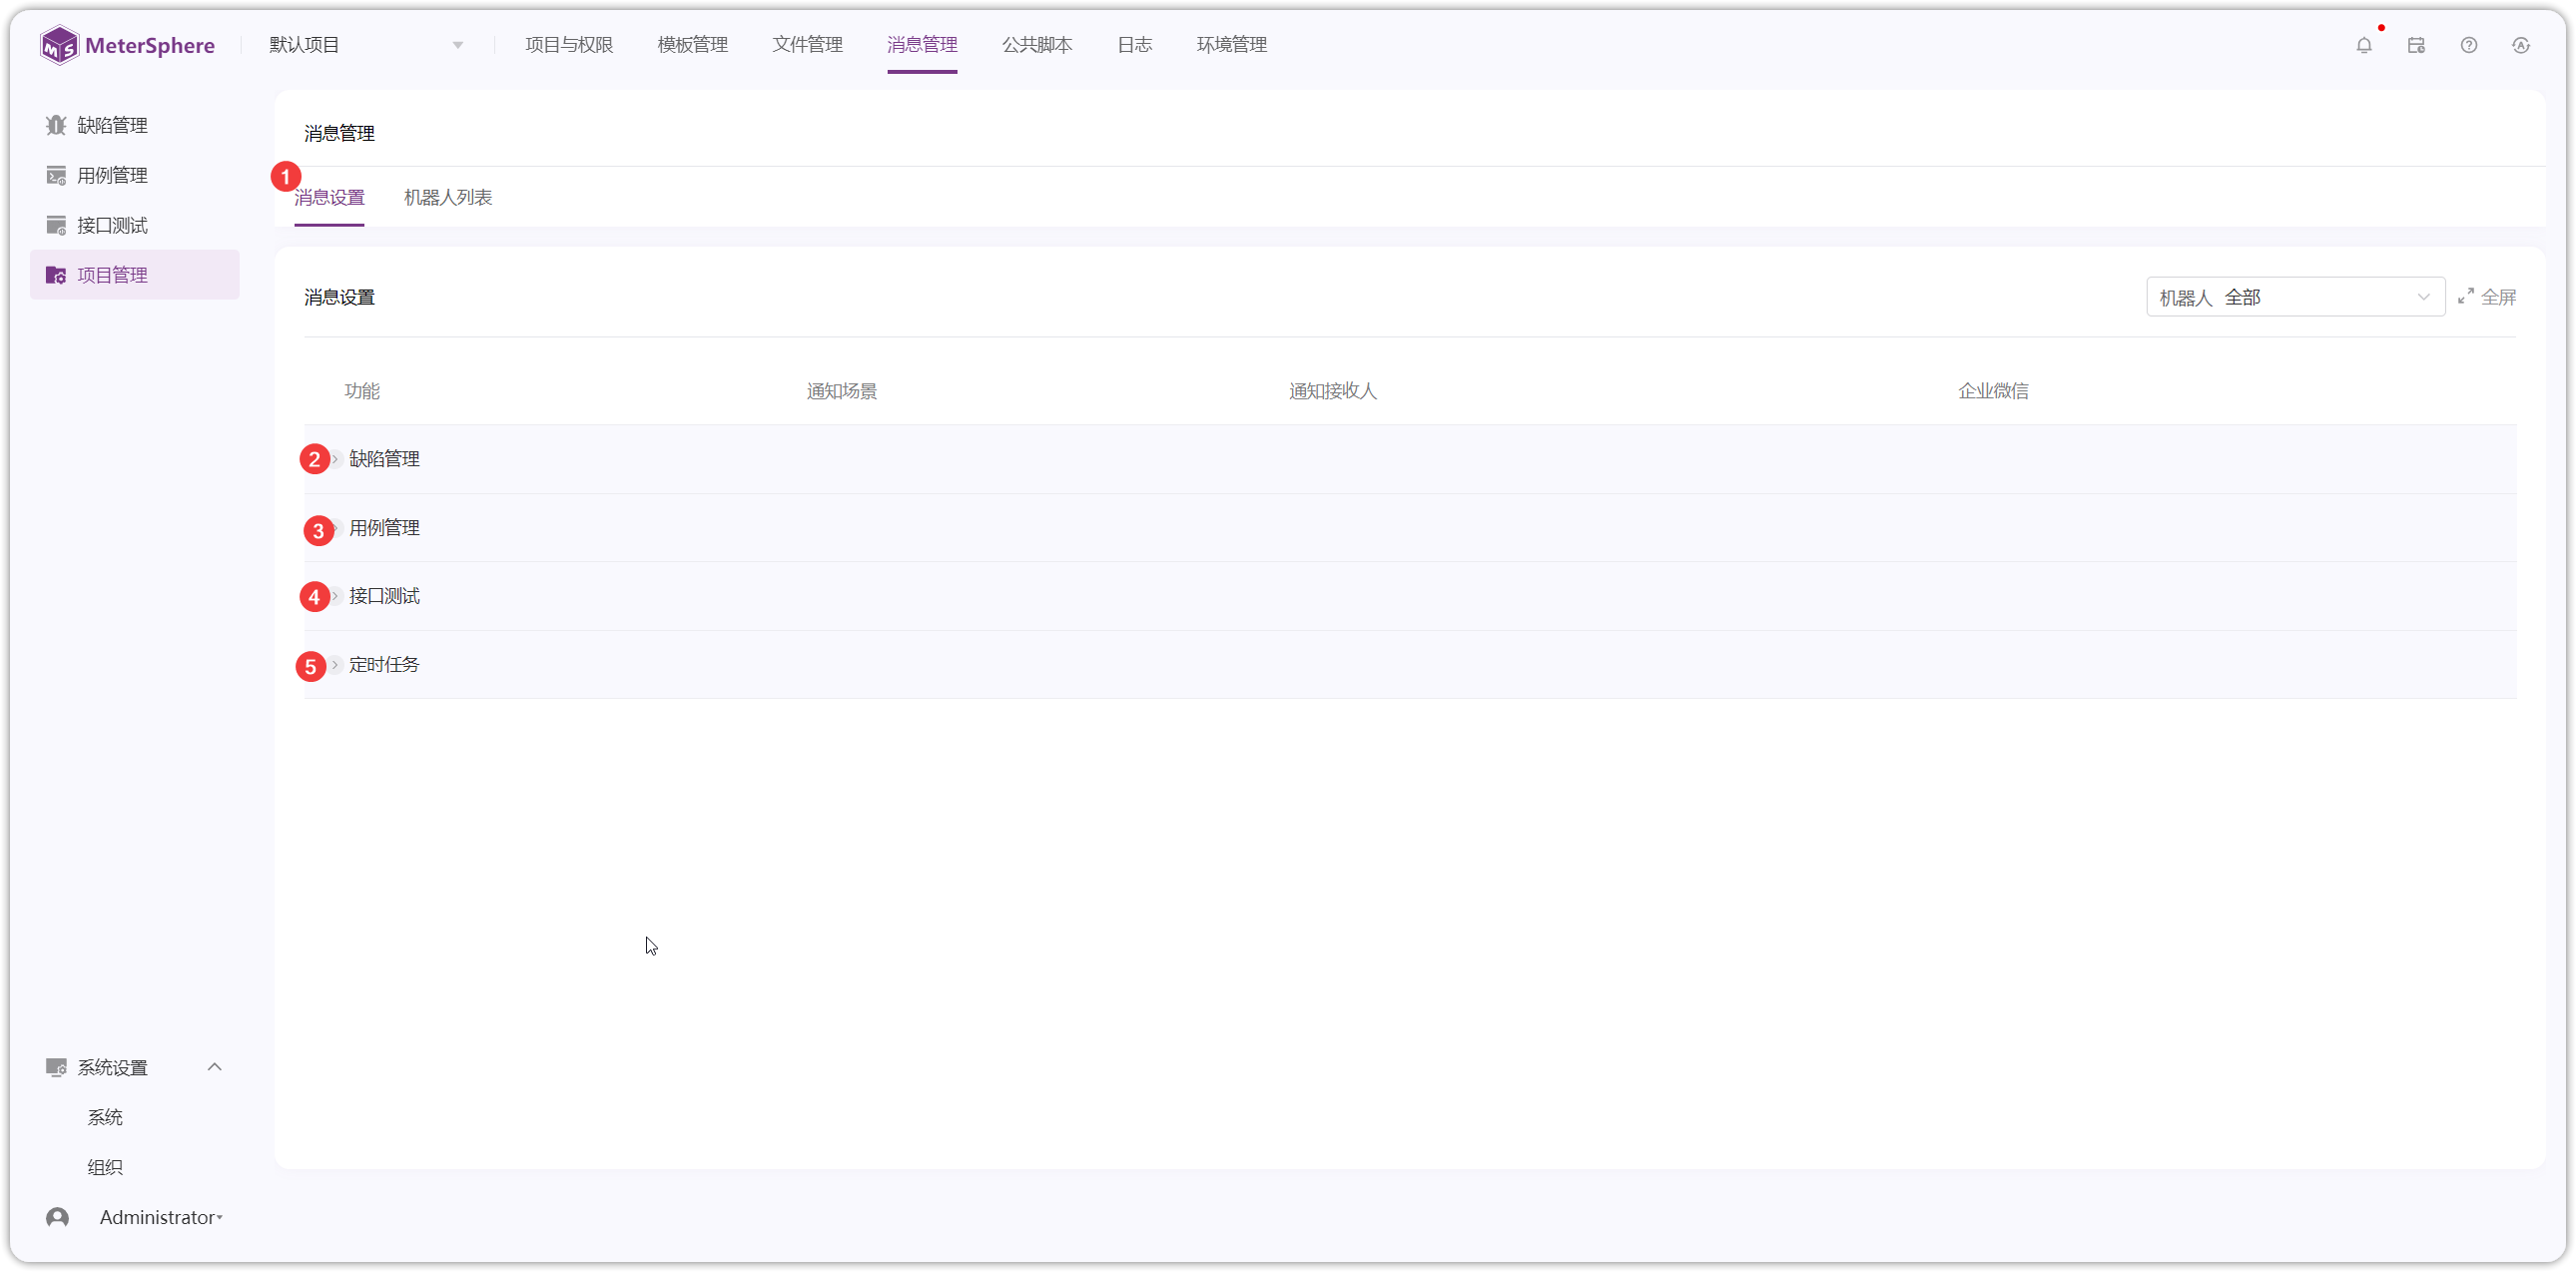 MeterSphere 默认项目 项目与权限 模板管理 文件管理 消息管理 公共脚本 日志 环境管理
缺陷管理
用例管理
接口测试
项目管理
消息管理
1
消息设置 机器人列表
消息设置 机器人 全部 全屏
功能 通知场景 通知接收人 企业微信
2 缺陷管理
3 用例管理
4 接口测试
5 定时任务
系统设置
系统
组织
Administrator